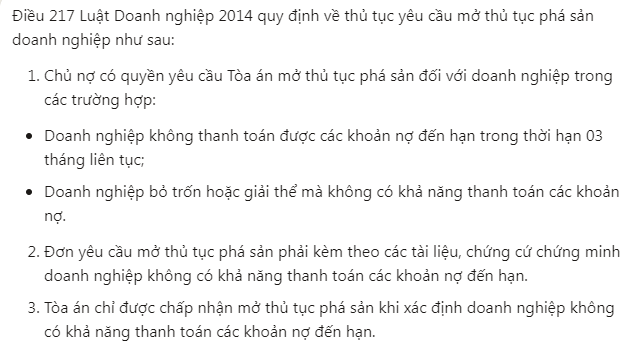 Điều 217 Luật Doanh nghiệp 2014 quy định về thủ tục yêu cầu mở thủ tục phá sản
doanh nghiệp như sau:
1. Chủ nợ có quyền yêu cầu Tòa án mở thủ tục phá sản đối với doanh nghiệp trong
các trường hợp:
• Doanh nghiệp không thanh toán được các khoản nợ đến hạn trong thời hạn 03
tháng liên tục;
• Doanh nghiệp bỏ trốn hoặc giải thể mà không có khả năng thanh toán các khoản
nợ.
2. Đơn yêu cầu mở thủ tục phá sản phải kèm theo các tài liệu, chứng cứ chứng minh
doanh nghiệp không có khả năng thanh toán các khoản nợ đến hạn.
3. Tòa án chỉ được chấp nhận mở thủ tục phá sản khi xác định doanh nghiệp không
có khả năng thanh toán các khoản nợ đến hạn.